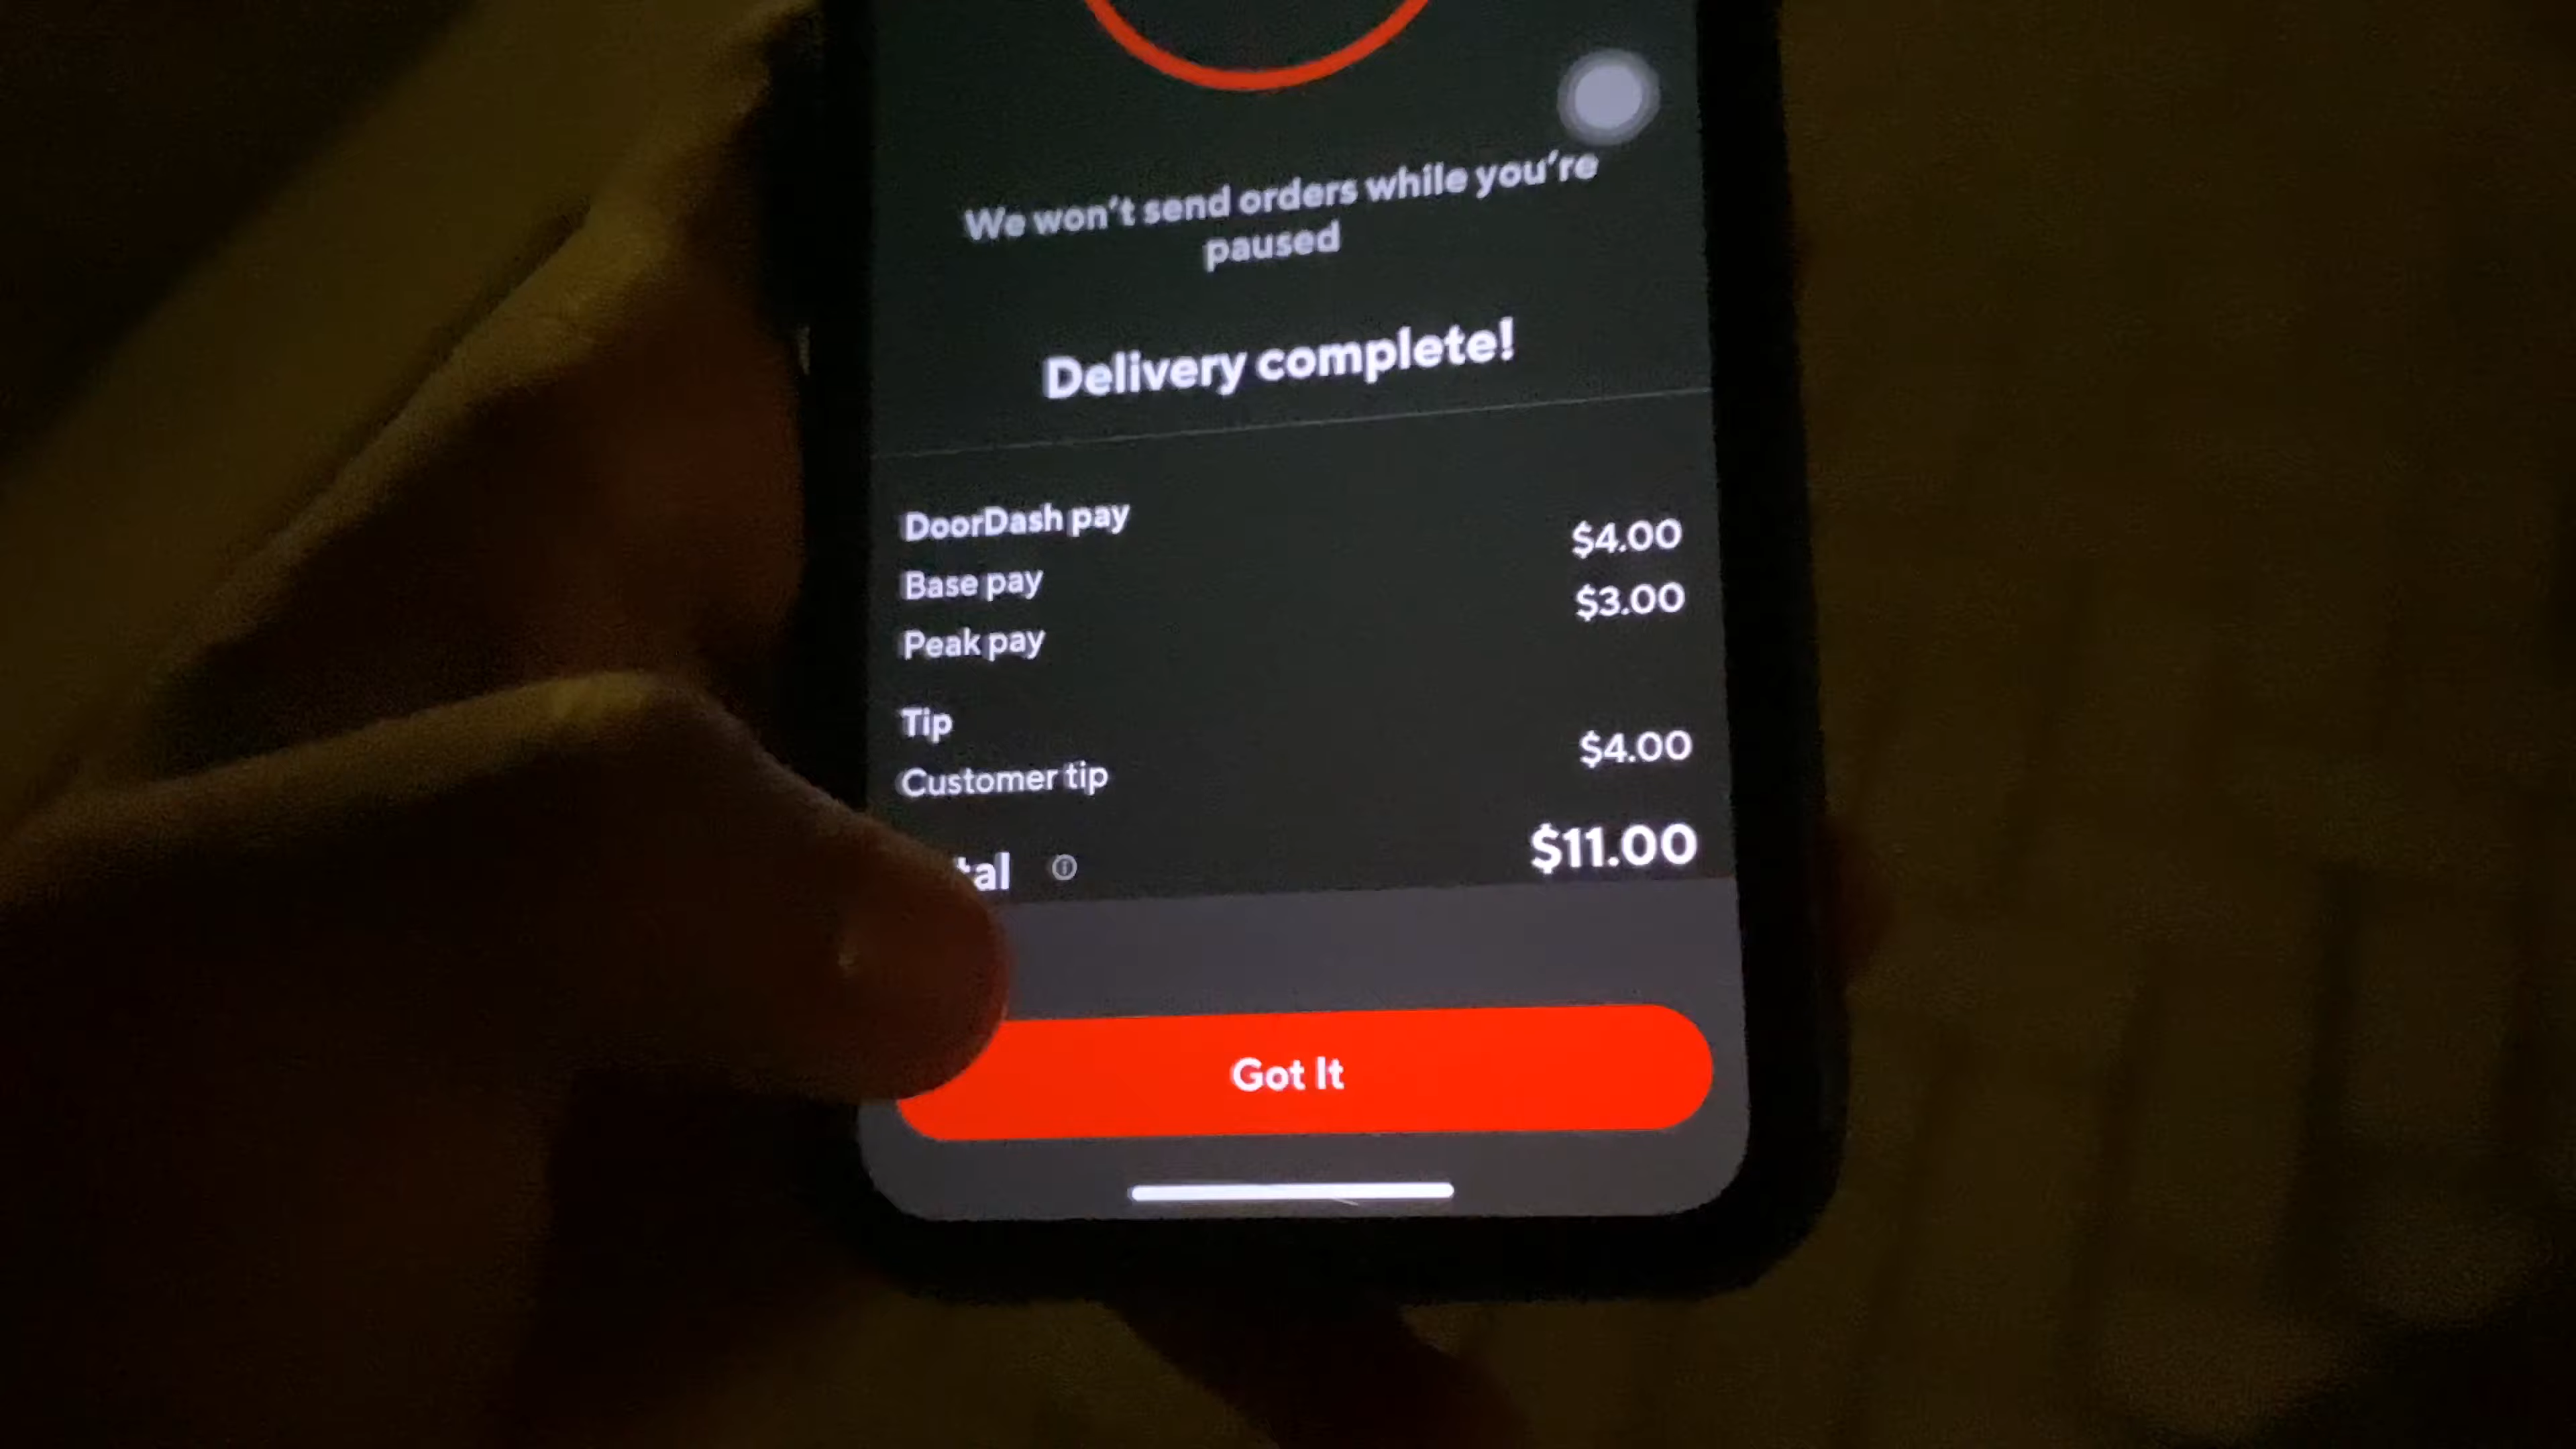 We won't send orders while you're
paused
Delivery complete!
DoorDash pay
Base pay $4.00
Peak pay $3.00
Tip
Customer tip $4.00
tal $11.00
Got It